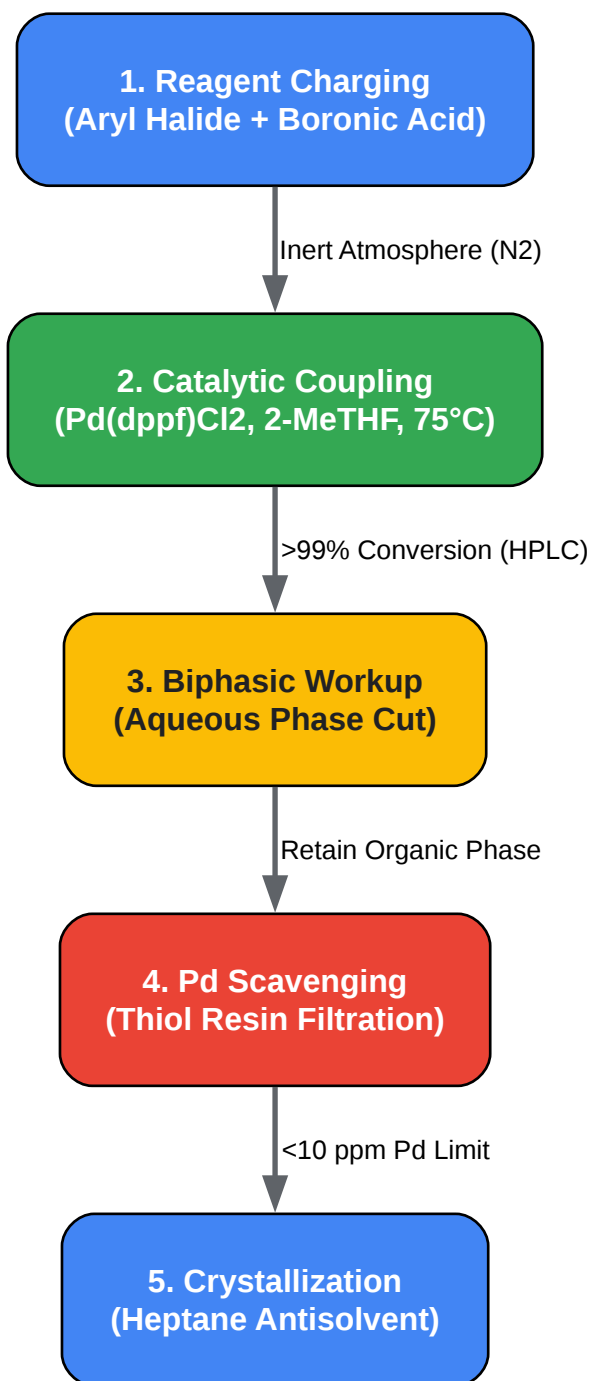 1. Reagent Charging
(Aryl Halide + Boronic Acid)
Inert Atmosphere (N2)
2. Catalytic Coupling
(Pd(dppf)Cl2, 2-MeTHF, 75°C)
>99% Conversion (HPLC)
3. Biphasic Workup
(Aqueous Phase Cut)
Retain Organic Phase
4. Pd Scavenging
(Thiol Resin Filtration)
<10 ppm Pd Limit
5. Crystallization
(Heptane Antisolvent)